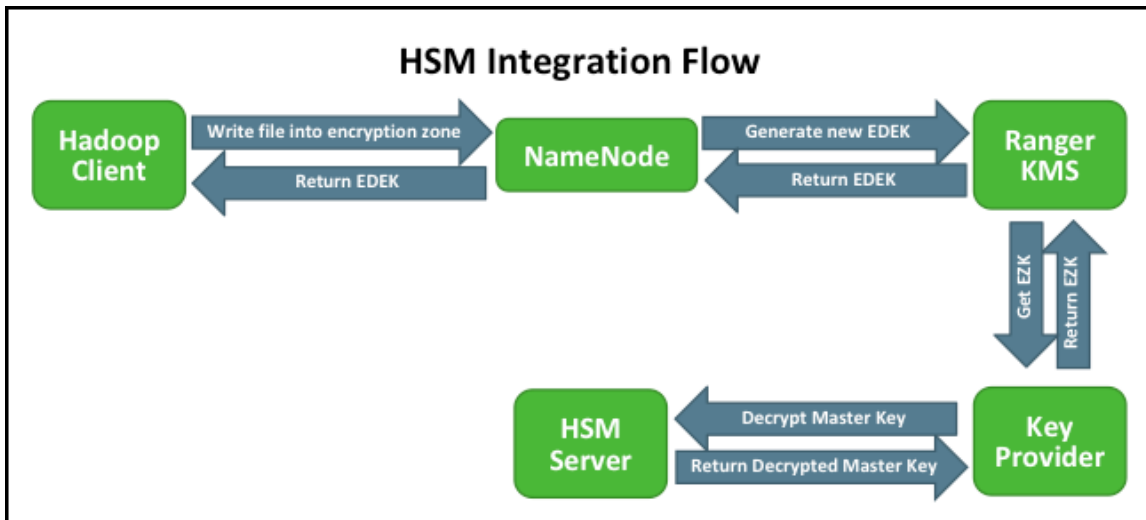 HSM Integration Flow
Hadoop
Client
Write file into encryption zone
Return EDEK
NameNode
Generate new EDEK
Return EDEK
Ranger
KMS
Get EZK
Return EZK
HSM
Server
Decrypt Master Key
Return Decrypted Master Key
Key
Provider